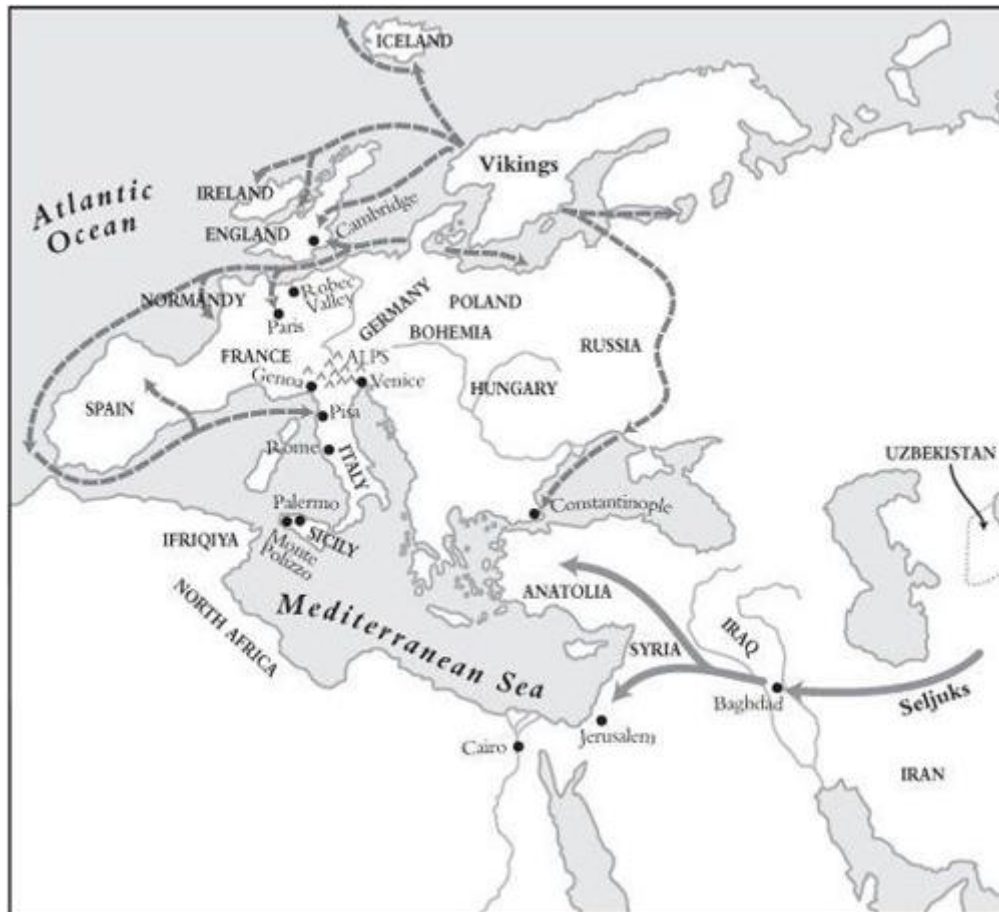 ICELAND
Vikings
Atlantic
Ocean
IRELAND
Cambridge
ENGLAND
NORMANDY
Robec
Valley
Paris
GERMANY
POLAND
BOHEMIA
RUSSIA
FRANCE
ALPS
Genoa
Venice
HUNGARY
SPAIN
Pisa
Rome
ITALY
UZBEKISTAN
Palermo
SICILY
Monte
Polizzo
Constantinople
IFRIQIYA
NORTH AFRICA
ANATOLIA
Mediterranean Sea
SYRIA
IRAQ
Baghdad
Seljuks
Jerusalem
Cairo
IRAN